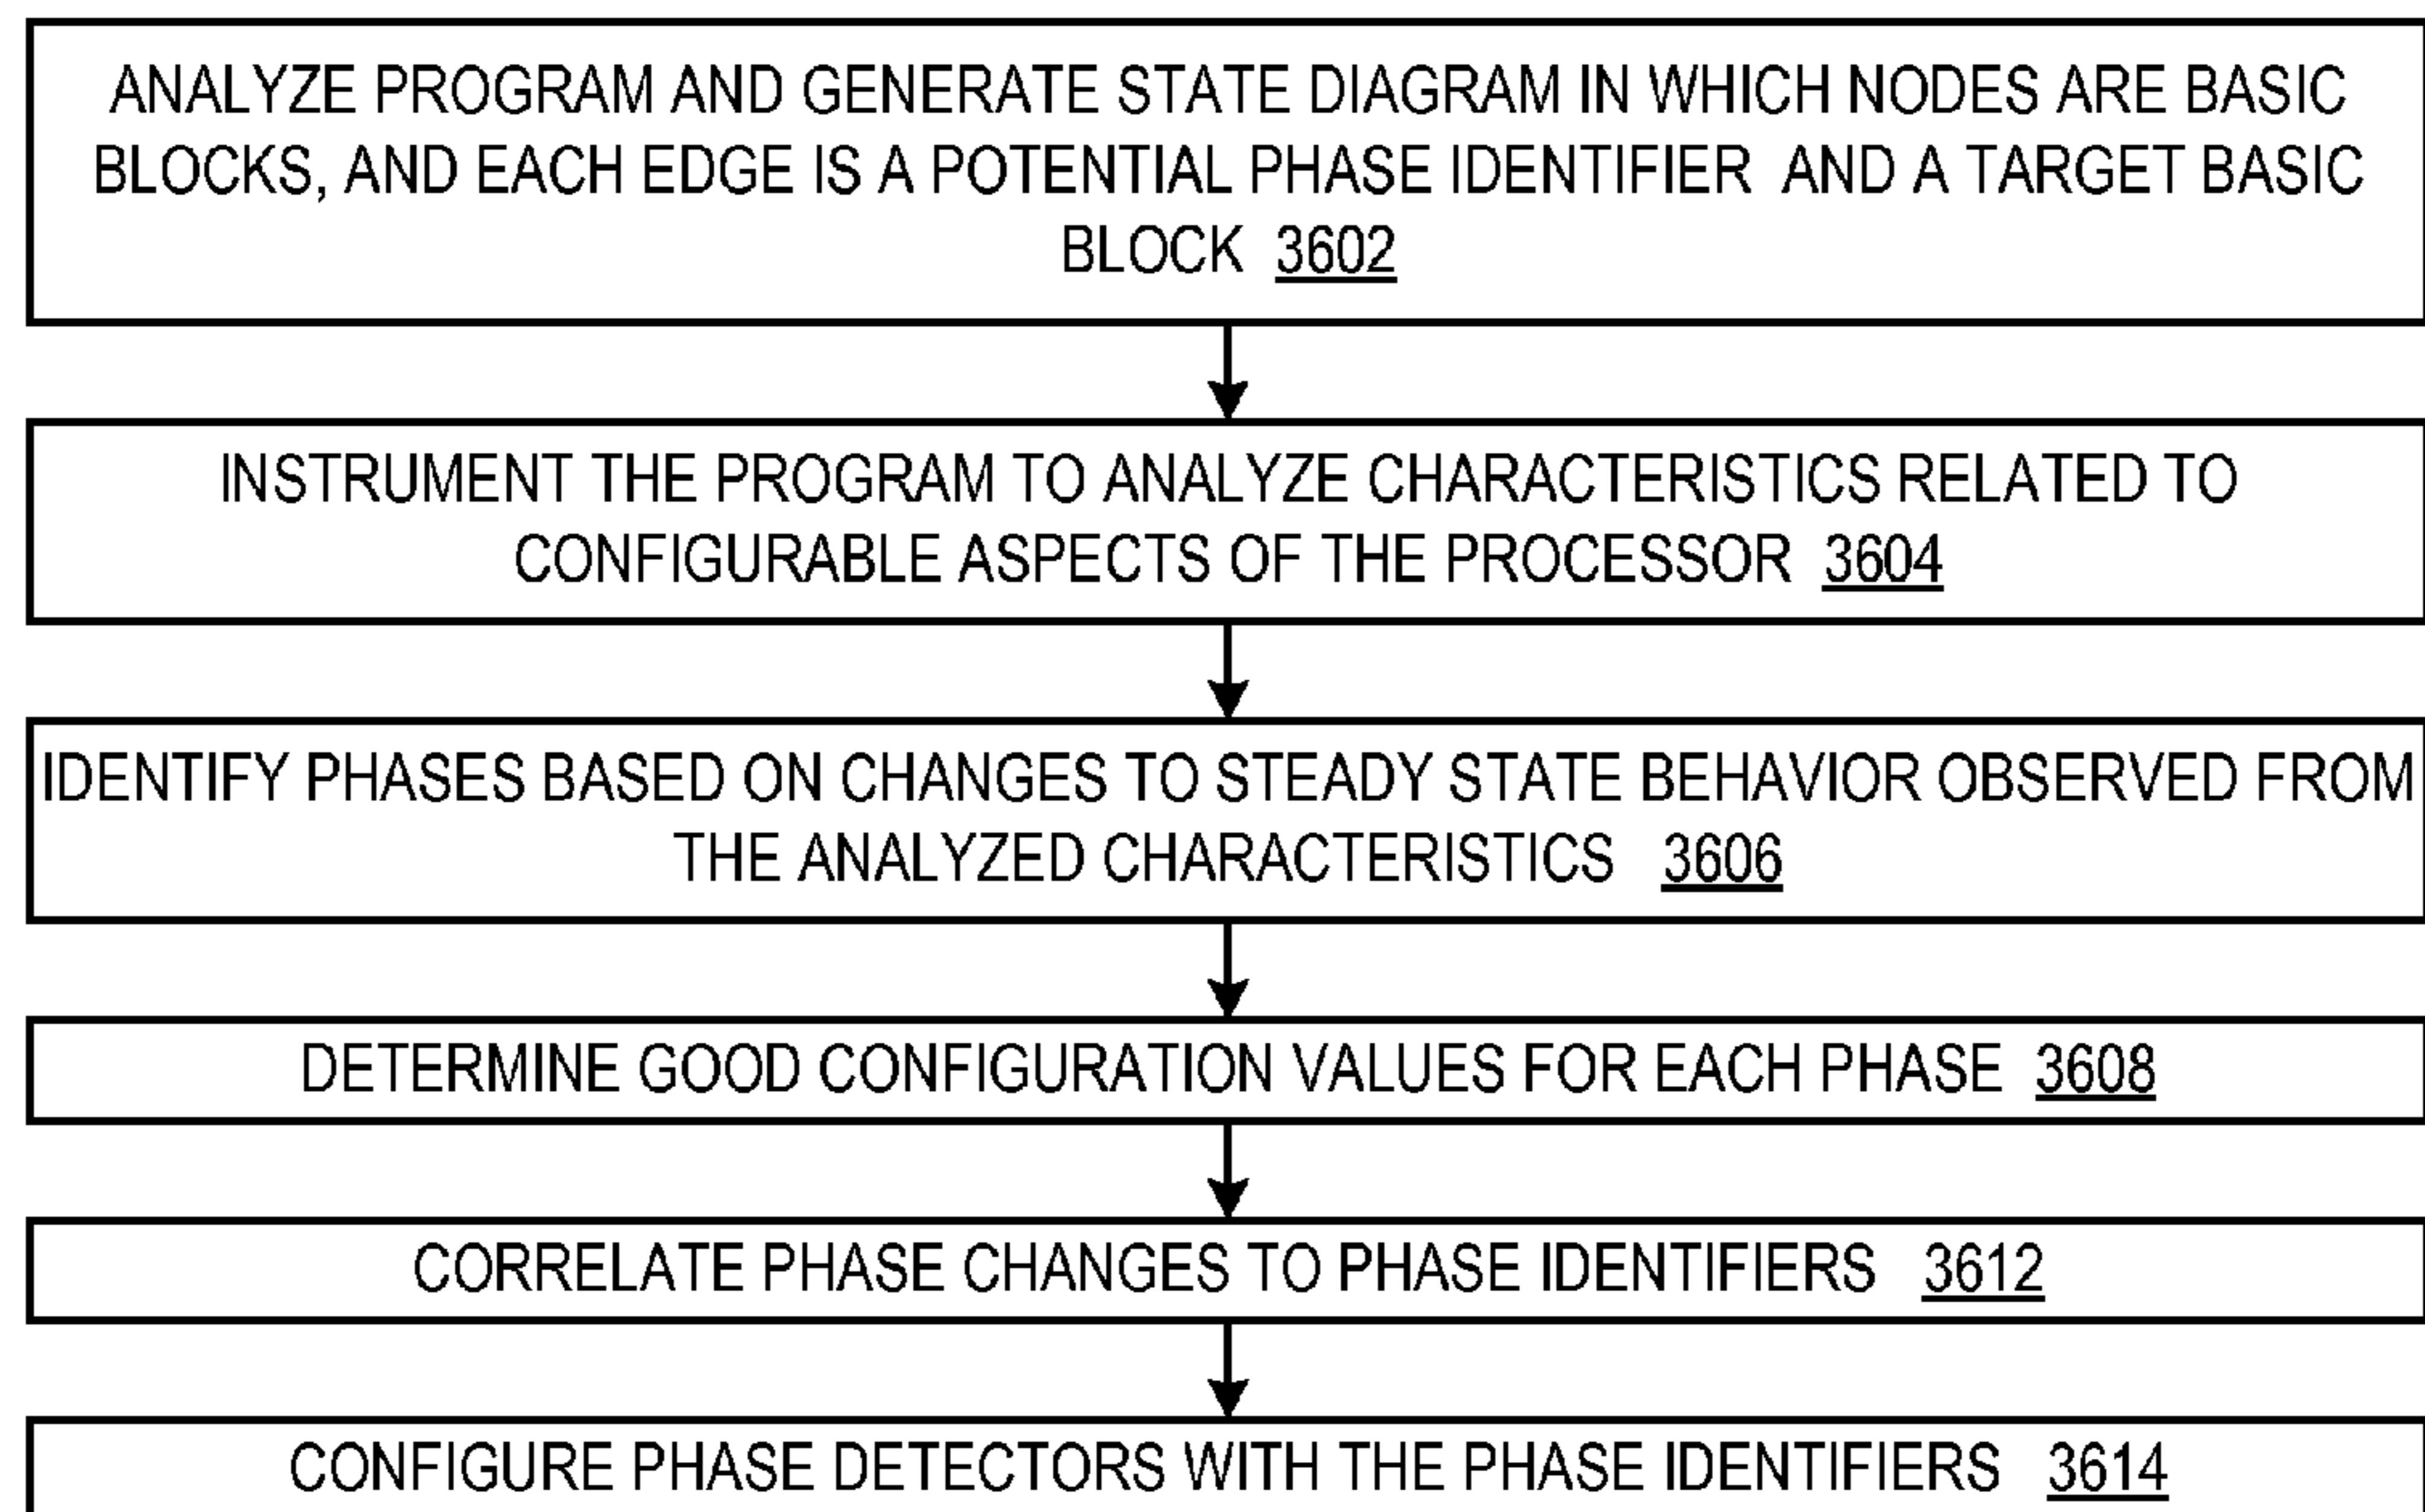 ANALYZE PROGRAM AND GENERATE STATE DIAGRAM IN WHICH NODES ARE BASIC
BLOCKS, AND EACH EDGE IS A POTENTIAL PHASE IDENTIFIER AND A TARGET BASIC
BLOCK 3602
INSTRUMENT THE PROGRAM TO ANALYZE CHARACTERISTICS RELATED TO
CONFIGURABLE ASPECTS OF THE PROCESSOR 3604
IDENTIFY PHASES BASED ON CHANGES TO STEADY STATE BEHAVIOR OBSERVED FROM
THE ANALYZED CHARACTERISTICS 3606
DETERMINE GOOD CONFIGURATION VALUES FOR EACH PHASE 3608
CORRELATE PHASE CHANGES TO PHASE IDENTIFIERS 3612
CONFIGURE PHASE DETECTORS WITH THE PHASE IDENTIFIERS 3614